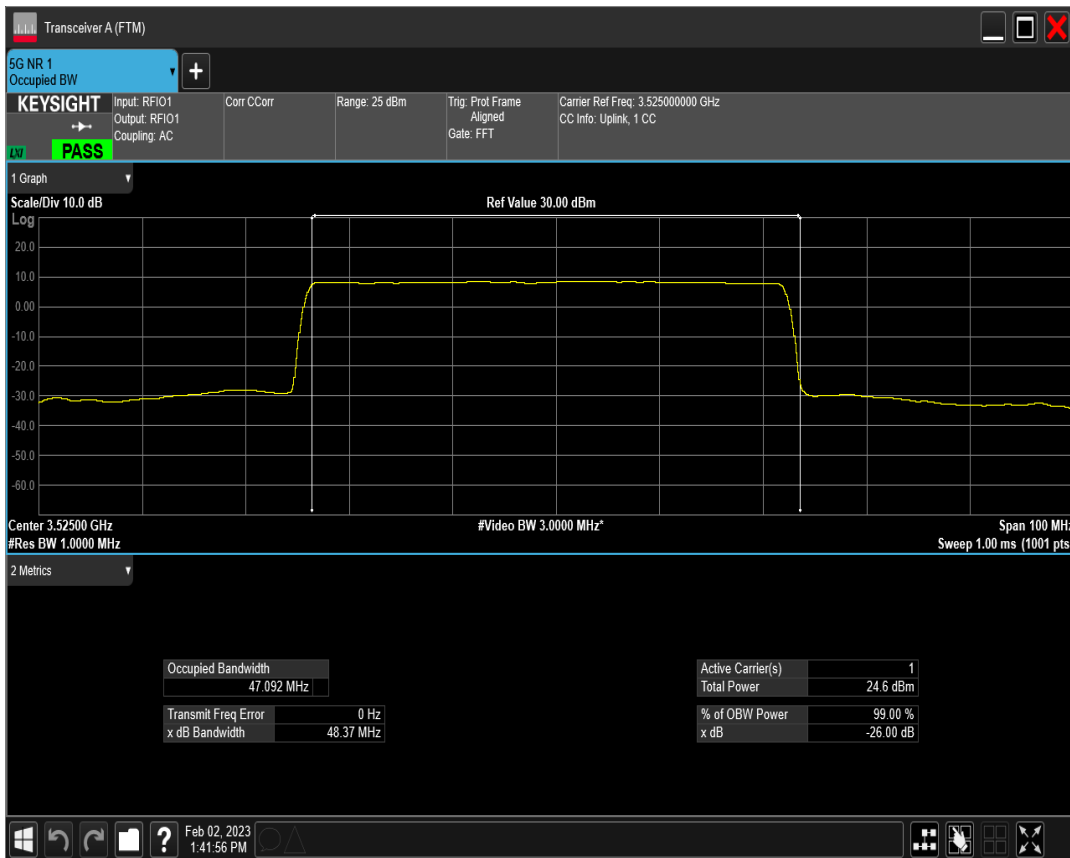 Transceiver A (FTM)
5G NR 1
Occupied BW
+
KEYSIGHT
LXI
PASS
Input: RFIO1
Output: RFIO1
Coupling: AC
Corr CCorr
Range: 25 dBm
Trig: Prot Frame
Aligned
Gate: FFT
Carrier Ref Freq: 3.525000000 GHz
CC Info: Uplink, 1 CC
1 Graph
Scale/Div 10.0 dB
Ref Value 30.00 dBm
Log
20.0
10.0
0.00
-10.0
-20.0
-30.0
-40.0
-50.0
-60.0
Center 3.52500 GHz
#Video BW 3.0000 MHz*
Span 100 MHz
#Res BW 1.0000 MHz
Sweep 1.00 ms (1001 pts
2 Metrics
Occupied Bandwidth
47.092 MHz
Transmit Freq Error 0 Hz
x dB Bandwidth 48.37 MHz
Active Carrier(s) 1
Total Power 24.6 dBm
% of OBW Power 99.00 %
x dB -26.00 dB
?
Feb 02, 2023
1:41:56 PM